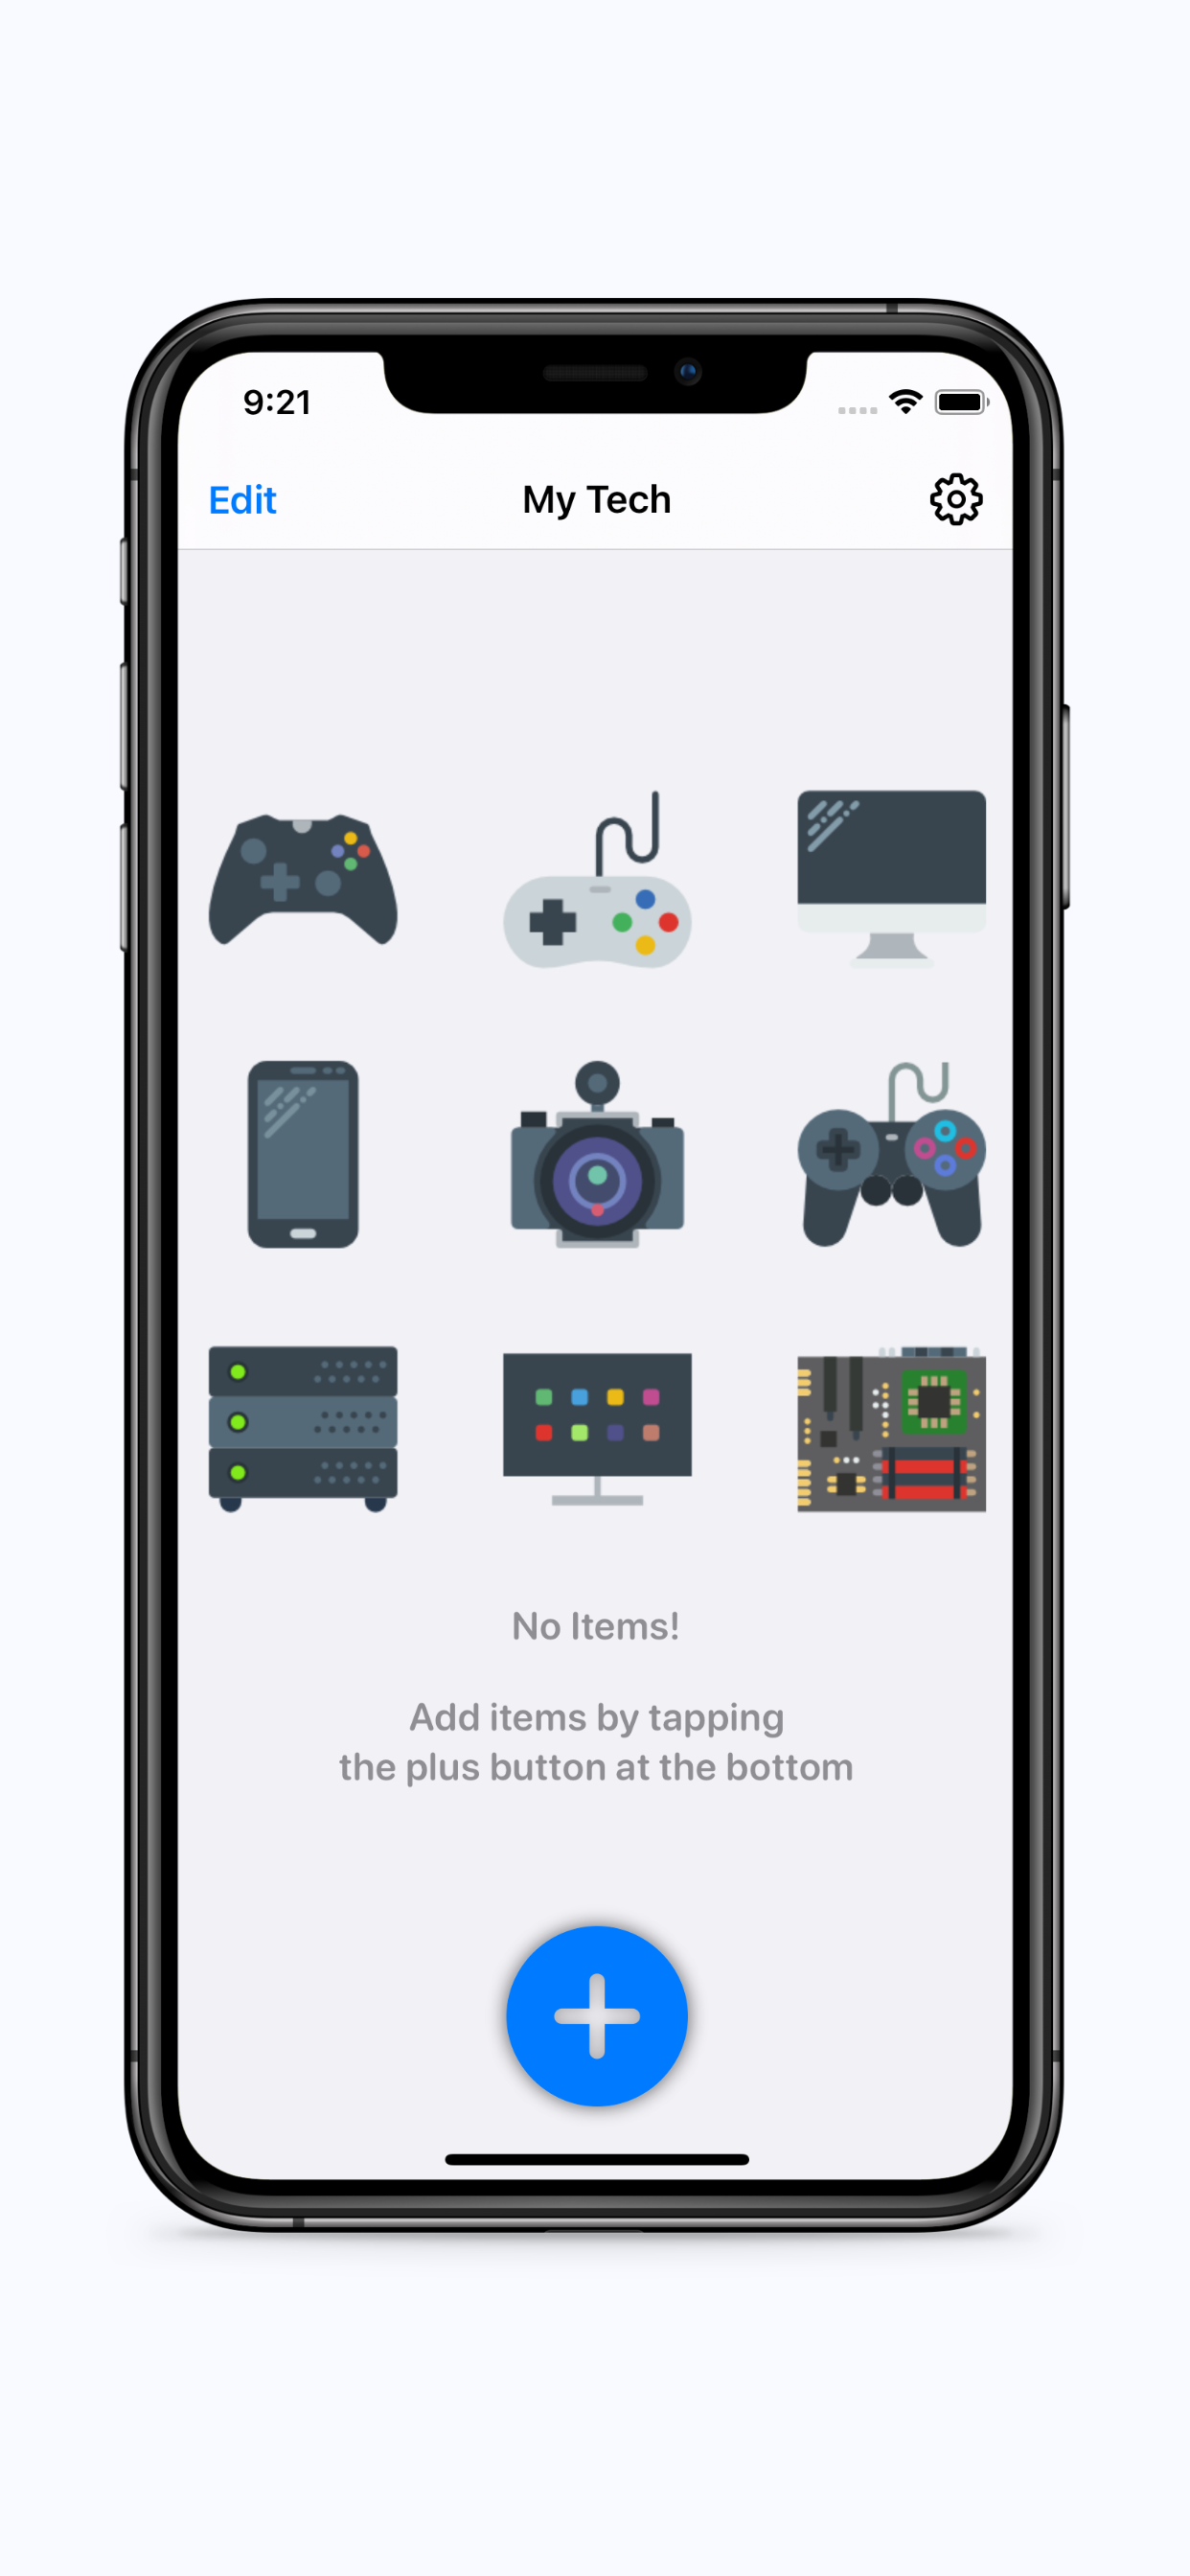 9:21
Edit
My Tech
No Items!
Add items by tapping
the plus button at the bottom